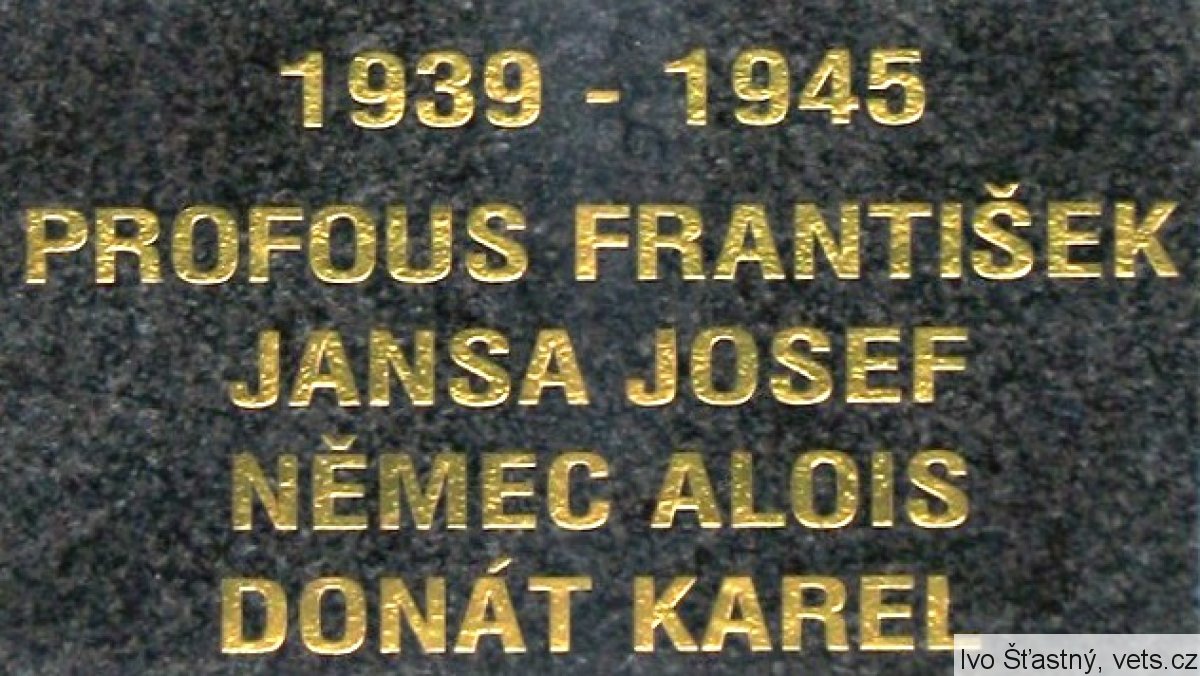 1939 - 1945
PROFOUS FRANTIŠEK
JANSA JOSEF
NĚMEC ALOIS
DONÁT KAREL
Ivo Šťastný, vets.cz